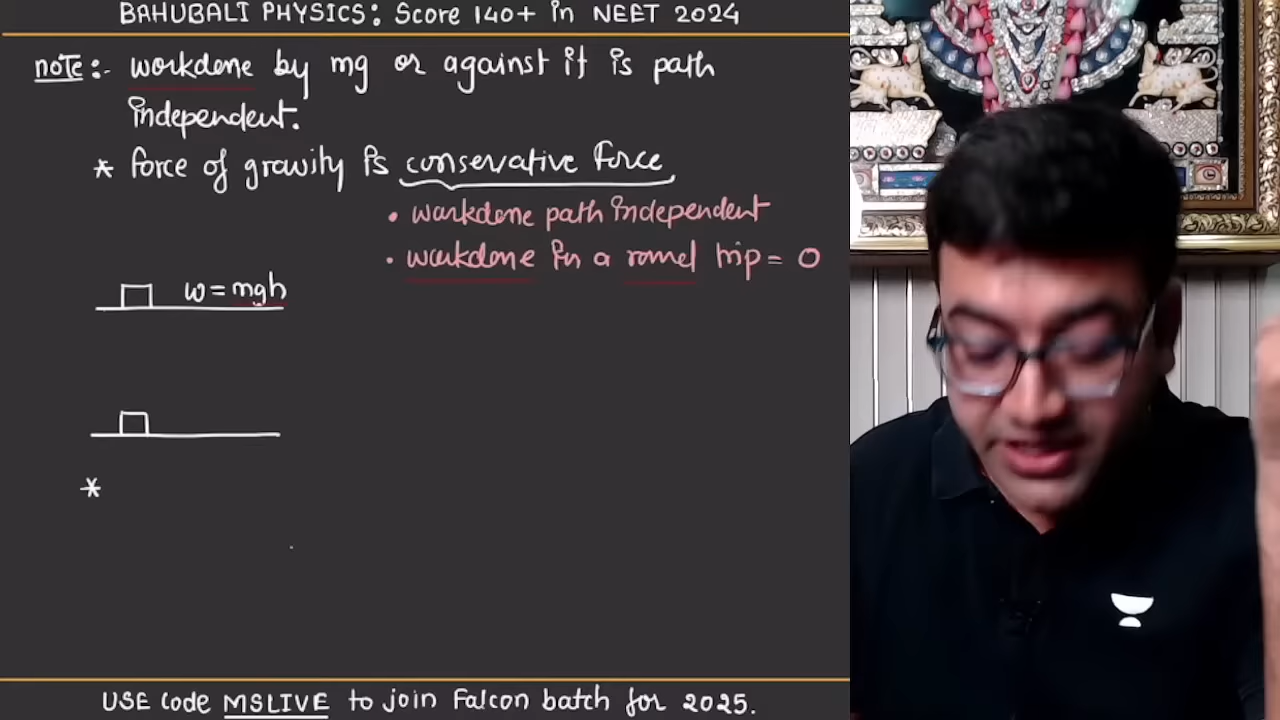 BAHUBALI PHYSICS: Score 140+ in NEET 2024
note:- workdone by mg or against it is path
independent.
* force of gravity is conservative force
• workdone path independent
• workdone in a round trip = 0
w = mgh
*
USE Code MSLIVE to join Falcon batch for 2025.